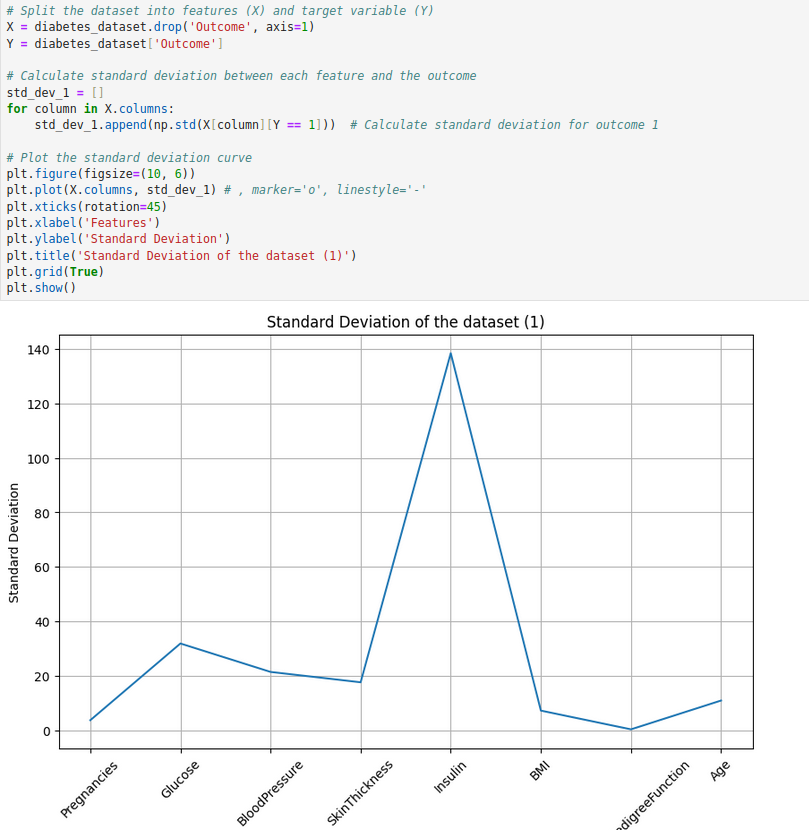 # Split the dataset into features (X) and target variable (Y)
X = diabetes_dataset.drop('Outcome', axis=1)
Y = diabetes_dataset['Outcome']
# Calculate standard deviation between each feature and the outcome
std_dev_1 = []
for column in X.columns:
    std_dev_1.append(np.std(X[column][Y == 1]))  # Calculate standard deviation for outcome 1
# Plot the standard deviation curve
plt.figure(figsize=(10, 6))
plt.plot(X.columns, std_dev_1) # , marker='o', linestyle='-'
plt.xticks(rotation=45)
plt.xlabel('Features')
plt.ylabel('Standard Deviation')
plt.title('Standard Deviation of the dataset (1)')
plt.grid(True)
plt.show()
Standard Deviation of the dataset (1)
140
120
100
80
60
40
20
0
Standard Deviation
Pregnancies
Glucose
BloodPressure
SkinThickness
Insulin
BMI
edigreeFunction
Age